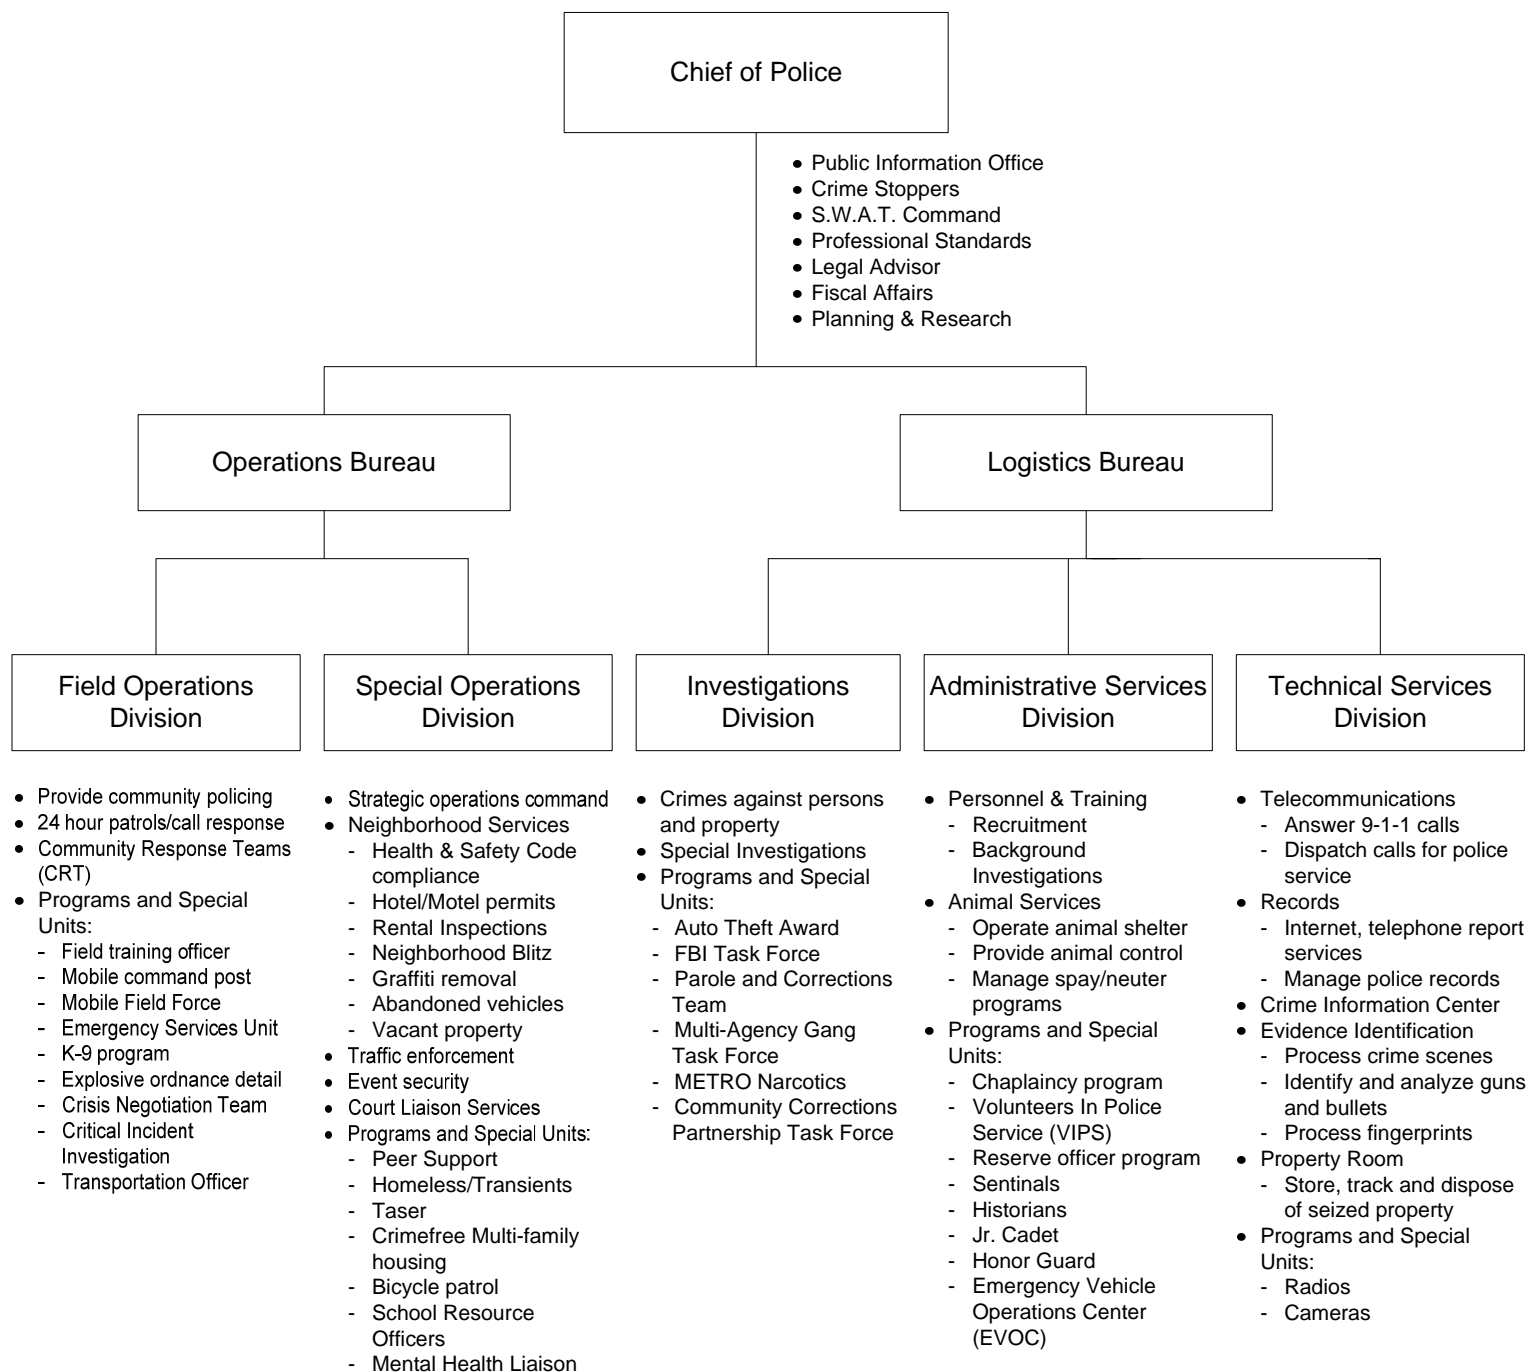 Chief of Police
• Public Information Office
• Crime Stoppers
• S.W.A.T. Command
• Professional Standards
• Legal Advisor
• Fiscal Affairs
• Planning & Research
Operations Bureau
Logistics Bureau
Field Operations
Division
• Provide community policing
• 24 hour patrols/call response
• Community Response Teams
(CRT)
• Programs and Special
Units:
- Field training officer
- Mobile command post
- Mobile Field Force
- Emergency Services Unit
- K-9 program
- Explosive ordnance detail
- Crisis Negotiation Team
- Critical Incident
Investigation
- Transportation Officer
Special Operations
Division
• Strategic operations command
• Neighborhood Services
- Health & Safety Code
compliance
- Hotel/Motel permits
- Rental Inspections
- Neighborhood Blitz
- Graffiti removal
- Abandoned vehicles
- Vacant property
• Traffic enforcement
• Event security
• Court Liaison Services
• Programs and Special Units:
- Peer Support
- Homeless/Transients
- Taser
- Crimefree Multi-family
housing
- Bicycle patrol
- School Resource
Officers
- Mental Health Liaison
Investigations
Division
• Crimes against persons
and property
• Special Investigations
• Programs and Special
Units:
- Auto Theft Award
- FBI Task Force
- Parole and Corrections
Team
- Multi-Agency Gang
Task Force
- METRO Narcotics
- Community Corrections
Partnership Task Force
Administrative Services
Division
• Personnel & Training
- Recruitment
- Background
Investigations
• Animal Services
- Operate animal shelter
- Provide animal control
- Manage spay/neuter
programs
• Programs and Special
Units:
- Chaplaincy program
- Volunteers In Police
Service (VIPS)
- Reserve officer program
- Sentinals
- Historians
- Jr. Cadet
- Honor Guard
- Emergency Vehicle
Operations Center
(EVOC)
Technical Services
Division
• Telecommunications
- Answer 9-1-1 calls
- Dispatch calls for police
service
• Records
- Internet, telephone report
services
- Manage police records
• Crime Information Center
• Evidence Identification
- Process crime scenes
- Identify and analyze guns
and bullets
- Process fingerprints
• Property Room
- Store, track and dispose
of seized property
• Programs and Special
Units:
- Radios
- Cameras